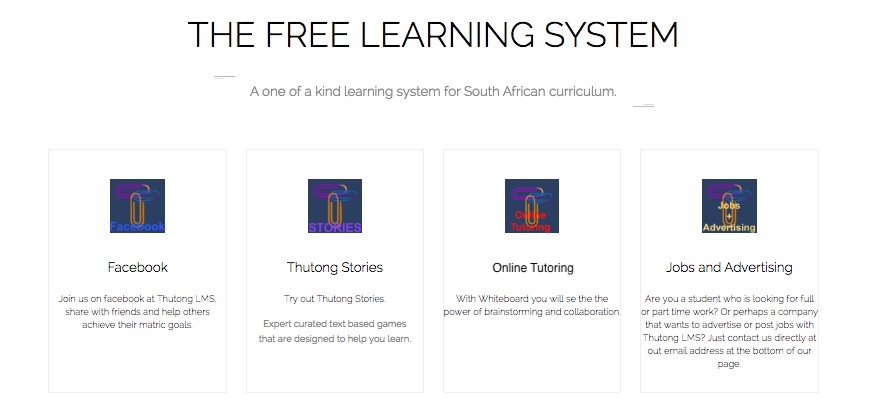 THE FREE LEARNING SYSTEM
A one of a kind learning system for South African curriculum.
Facebook
Facebook
Join us on facebook at Thutong LMS,
share with friends and help others
achieve their matric goals.
STORIES
Thutong Stories
Try out Thutong Stories.
Expert curated text based games
that are designed to help you learn.
Online
Tutoring
Online Tutoring
With Whiteboard you will se the the
power of brainstorming and collaboration.
Jobs
+
Advertising
Jobs and Advertising
Are you a student who is looking for full
or part time work? Or perhaps a company
that wants to advertise or post jobs with
Thutong LMS? Just contact us directly at
out email address at the bottom of our
page.